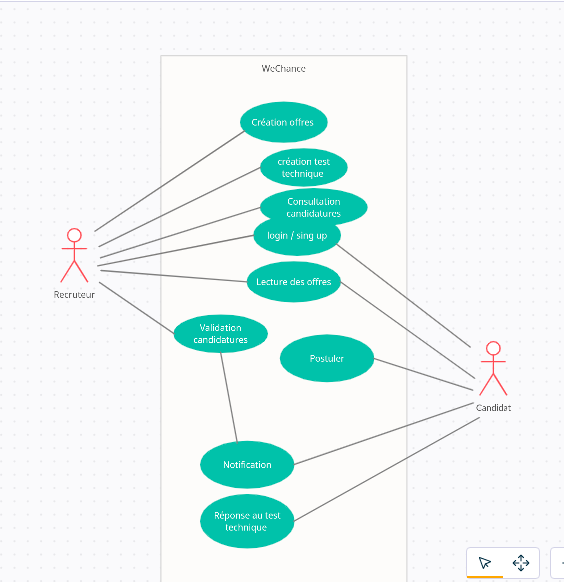 WeChance
Création offres
création test
technique
Consultation
candidatures
login / sing up
Lecture des offres
Recruteur
Validation
candidatures
Postuler
Candidat
Notification
Réponse au test
technique